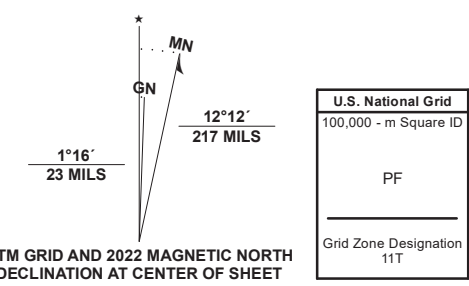 ★
MN
GN
1°16´
23 MILS
12°12´
217 MILS
TM GRID AND 2022 MAGNETIC NORTH
DECLINATION AT CENTER OF SHEET
U.S. National Grid
100,000 - m Square ID
PF
Grid Zone Designation
11T